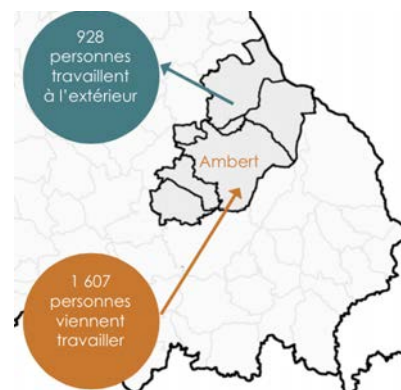 928
personnes
travaillent
à l'extérieur
Ambert
1 607
personnes
viennent
travailler